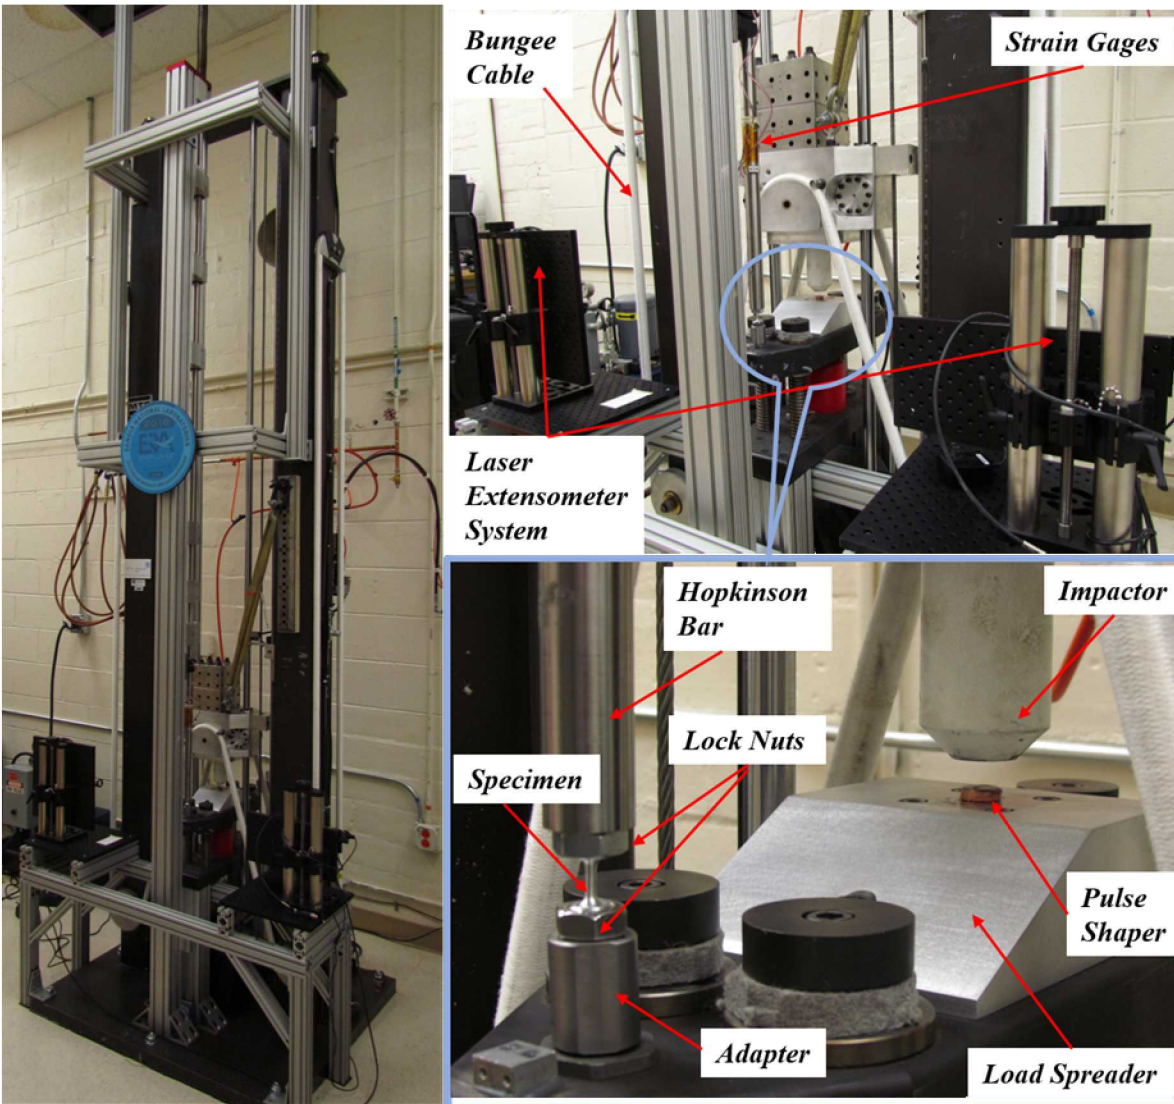 Bungee
Cable
Strain Gages
Laser
Extensometer
System
Hopkinson
Bar
Impactor
Lock Nuts
Specimen
Pulse
Shaper
Adapter
Load Spreader